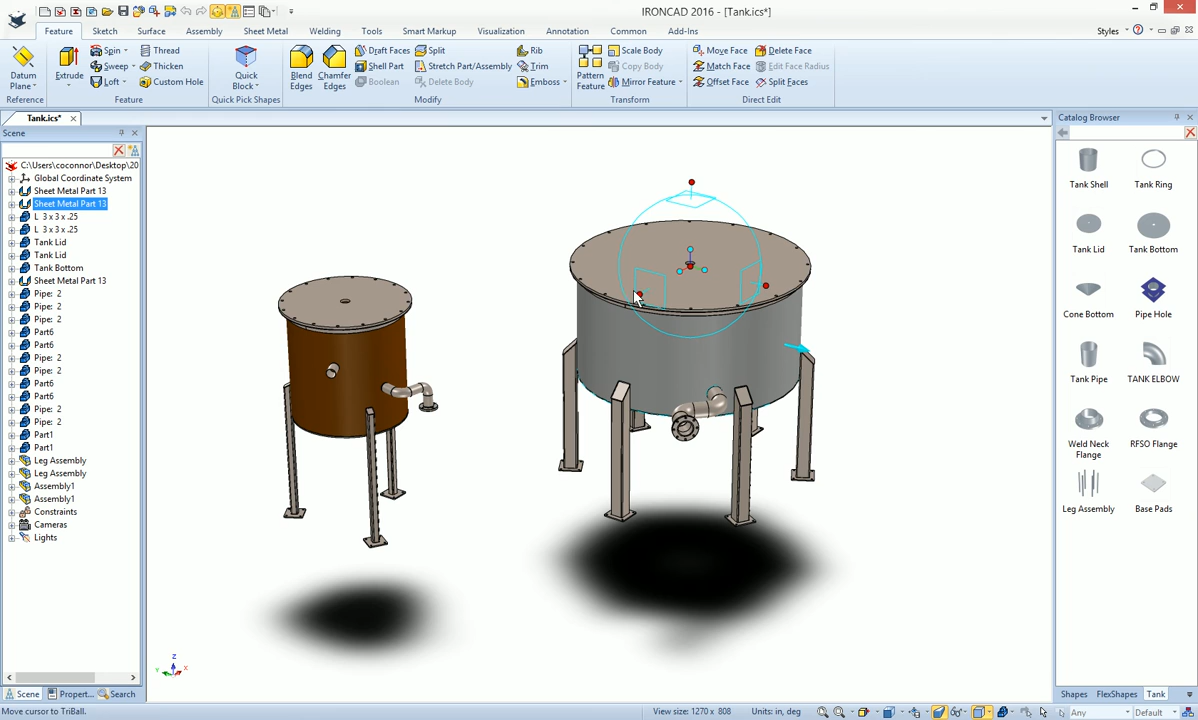 IRONCAD 2016 - [Tank.ics*]
Feature Sketch Surface Assembly Sheet Metal Welding Tools Smart Markup Visualization Annotation Common Add-Ins Styles
Datum Plane
Reference
Extrude
Spin Thread
Sweep Thicken
Loft Custom Hole
Feature
Quick Block
Quick Pick Shapes
Blend Edges
Chamfer Edges
Draft Faces Split Rib
Shell Part Stretch Part/Assembly Trim
Boolean Delete Body Emboss
Modify
Pattern Feature
Scale Body
Copy Body
Mirror Feature
Transform
Move Face Delete Face
Match Face Edit Face Radius
Offset Face Split Faces
Direct Edit
Tank.ics*
Scene
C:\Users\coconnor\Desktop\20
Global Coordinate System
Sheet Metal Part 13
Sheet Metal Part 13
L 3 x 3 x .25
L 3 x 3 x .25
Tank Lid
Tank Lid
Tank Bottom
Sheet Metal Part 13
Pipe: 2
Pipe: 2
Pipe: 2
Part6
Part6
Pipe: 2
Pipe: 2
Part6
Part6
Pipe: 2
Pipe: 2
Part1
Part1
Leg Assembly
Leg Assembly
Assembly1
Assembly1
Constraints
Cameras
Lights
Scene Propert... Search
Z
Y X
Catalog Browser
Tank Shell Tank Ring
Tank Lid Tank Bottom
Cone Bottom Pipe Hole
Tank Pipe TANK ELBOW
Weld Neck Flange RFSO Flange
Leg Assembly Base Pads
Shapes FlexShapes Tank
Move cursor to TriBall. View size: 1270 x 808 Units: in, deg Any Default